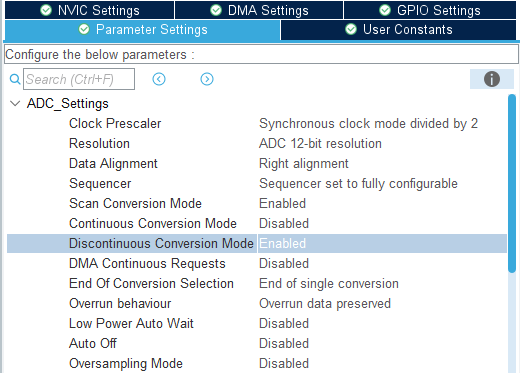 NVIC Settings DMA Settings GPIO Settings
Parameter Settings User Constants
Configure the below parameters :
Search (Ctrl+F)
ADC_Settings
Clock Prescaler Synchronous clock mode divided by 2
Resolution ADC 12-bit resolution
Data Alignment Right alignment
Sequencer Sequencer set to fully configurable
Scan Conversion Mode Enabled
Continuous Conversion Mode Disabled
Discontinuous Conversion Mode Enabled
DMA Continuous Requests Disabled
End Of Conversion Selection End of single conversion
Overrun behaviour Overrun data preserved
Low Power Auto Wait Disabled
Auto Off Disabled
Oversampling Mode Disabled